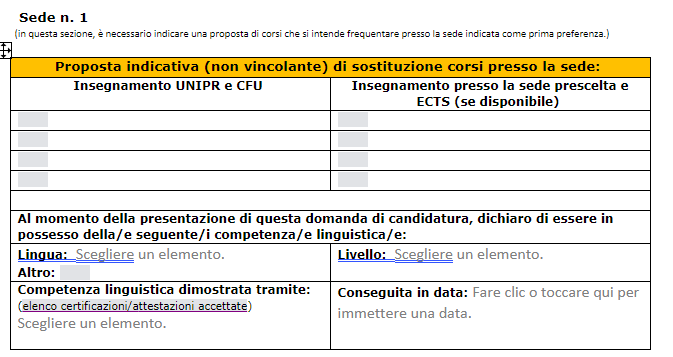 Sede n. 1
(in questa sezione, è necessario indicare una proposta di corsi che si intende frequentare presso la sede indicata come prima preferenza.)
Proposta indicativa (non vincolante) di sostituzione corsi presso la sede:
Insegnamento UNIPR e CFU
Insegnamento presso la sede prescelta e
ECTS (se disponibile)
Al momento della presentazione di questa domanda di candidatura, dichiaro di essere in
possesso della/e seguente/i competenza/e linguistica/e:
Lingua: Scegliere un elemento.
Altro:
Livello: Scegliere un elemento.
Competenza linguistica dimostrata tramite:
(elenco certificazioni/attestazioni accettate)
Scegliere un elemento.
Conseguita in data: Fare clic o toccare qui per
immettere una data.